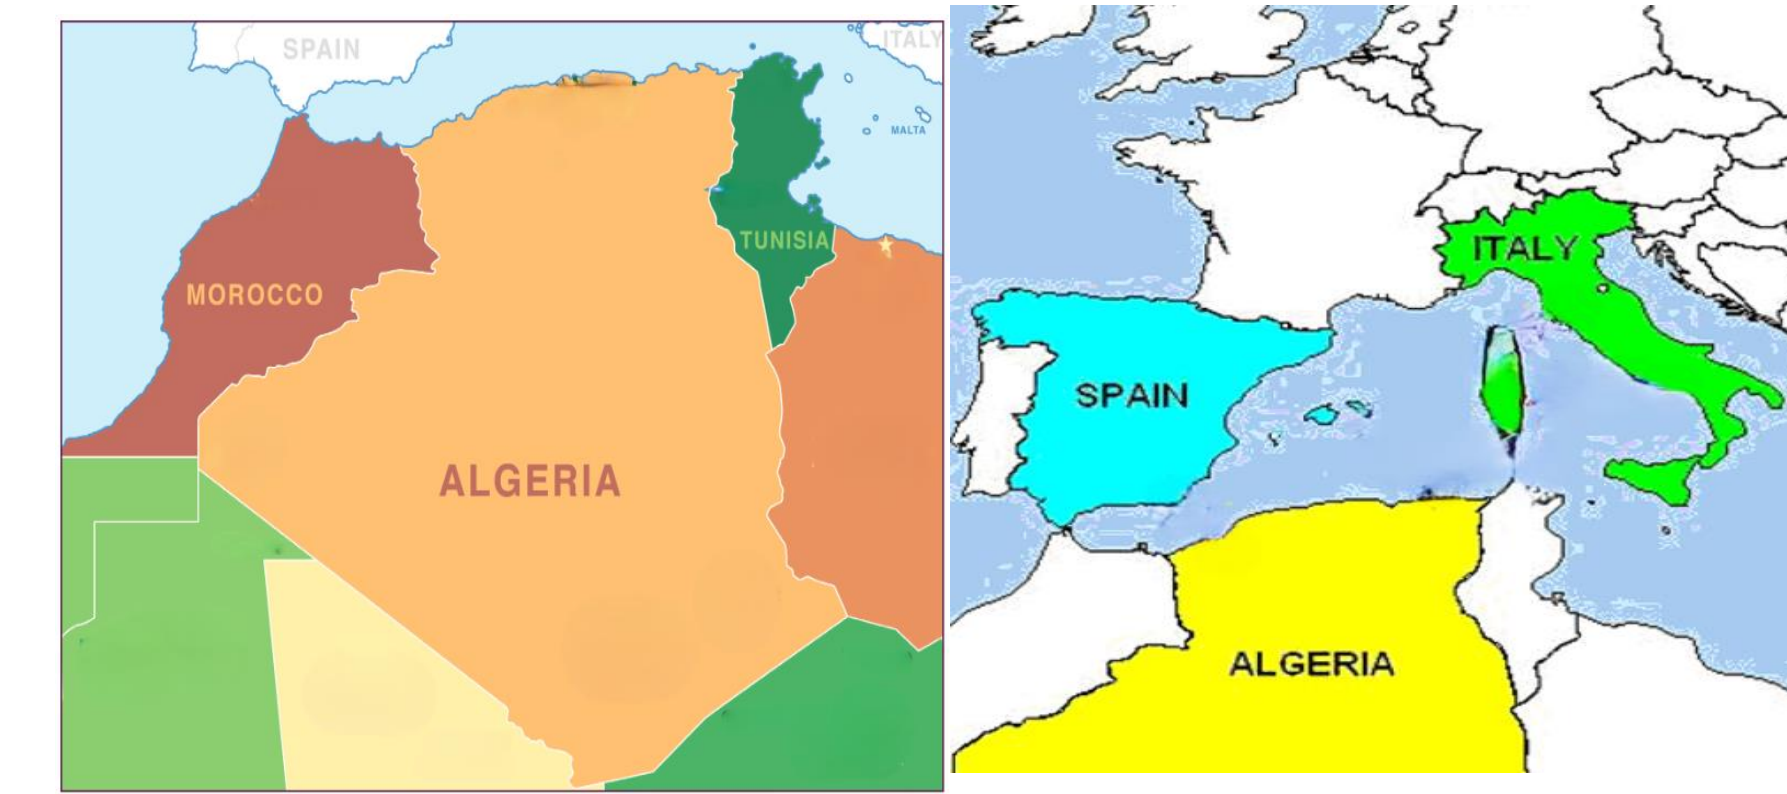 SPAIN
ITALY
MALTA
TUNISIA
MOROCCO
ALGERIA
ITALY
SPAIN
ALGERIA